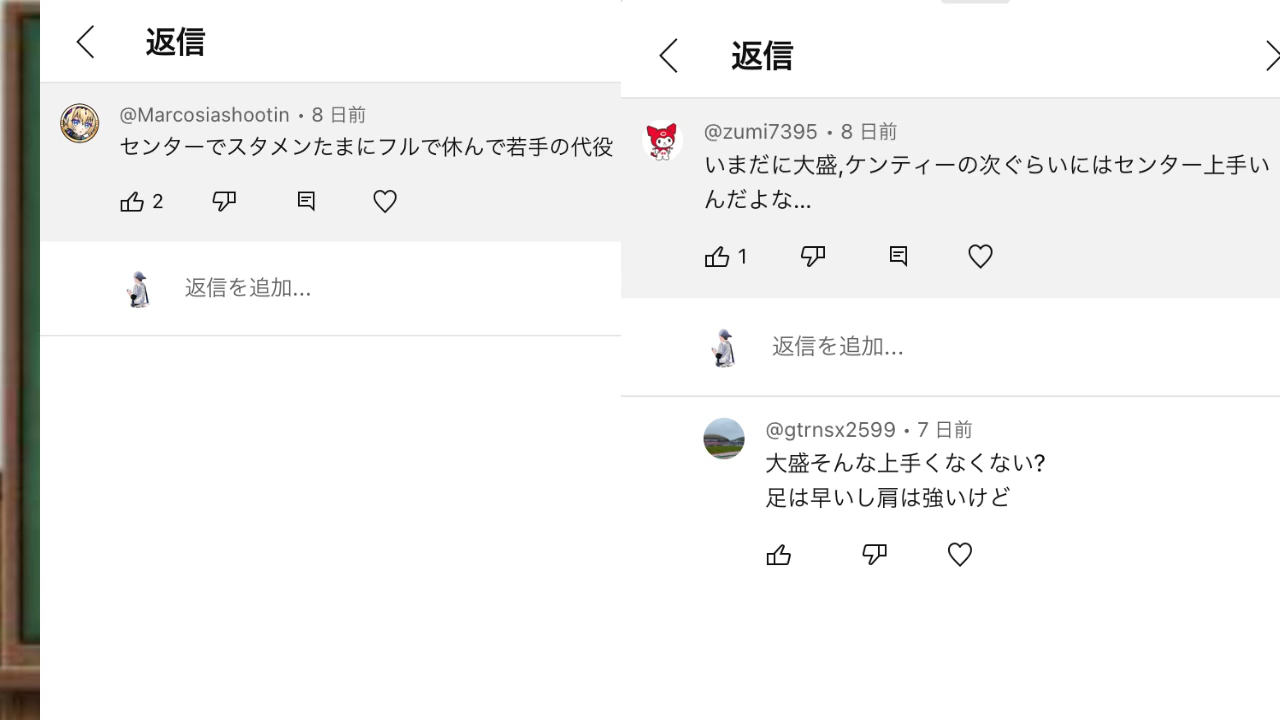 返信
@Marcosiashootin・8 日前
センターでスタメンたまにフルで休んで若手の代役
2
返信を追加...
返信
@zumi7395・8 日前
いまだに大盛,ケンティーの次ぐらいにはセンター上手い
んだよな...
1
返信を追加...
@gtrnsx2599・7 日前
大盛そんな上手くなくない?
足は早いし肩は強いけど